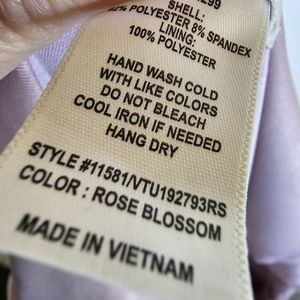 SHELL:
92% POLYESTER 8% SPANDEX
LINING:
100% POLYESTER
HAND WASH COLD
WITH LIKE COLORS
DO NOT BLEACH
COOL IRON IF NEEDED
HANG DRY
STYLE #11581/VTU192793RS
COLOR : ROSE BLOSSOM
MADE IN VIETNAM